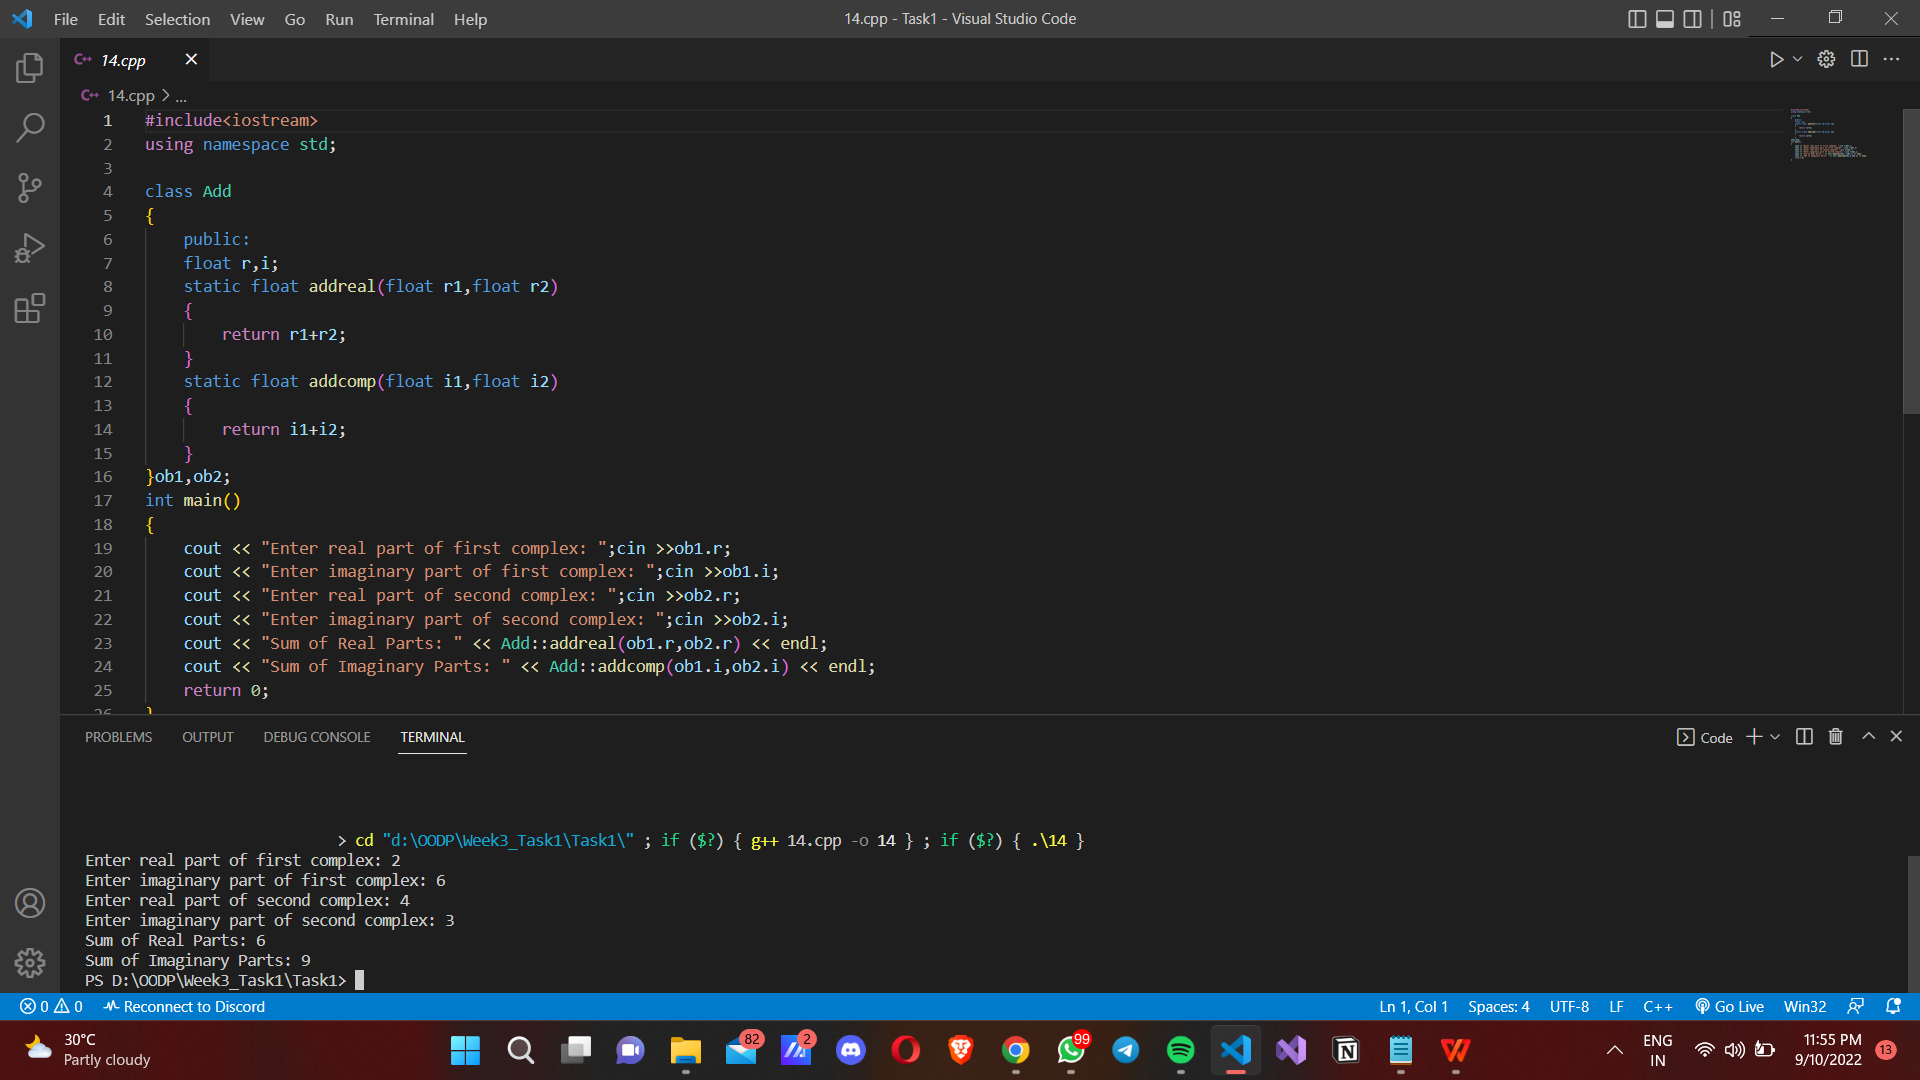 File Edit Selection View Go Run Terminal Help
14.cpp - Task1 - Visual Studio Code
C++ 14.cpp
C++ 14.cpp > ...
1 #include<iostream>
2 using namespace std;
3
4 class Add
5 {
6 public:
7 float r,i;
8 static float addreal(float r1,float r2)
9 {
10 return r1+r2;
11 }
12 static float addcomp(float i1,float i2)
13 {
14 return i1+i2;
15 }
16 }ob1,ob2;
17 int main()
18 {
19 cout << "Enter real part of first complex: ";cin >>ob1.r;
20 cout << "Enter imaginary part of first complex: ";cin >>ob1.i;
21 cout << "Enter real part of second complex: ";cin >>ob2.r;
22 cout << "Enter imaginary part of second complex: ";cin >>ob2.i;
23 cout << "Sum of Real Parts: " << Add::addreal(ob1.r,ob2.r) << endl;
24 cout << "Sum of Imaginary Parts: " << Add::addcomp(ob1.i,ob2.i) << endl;
25 return 0;
26 }
PROBLEMS OUTPUT DEBUG CONSOLE TERMINAL
Code
> cd "d:\OODP\Week3_Task1\Task1\" ; if ($?) { g++ 14.cpp -o 14 } ; if ($?) { .\14 }
Enter real part of first complex: 2
Enter imaginary part of first complex: 6
Enter real part of second complex: 4
Enter imaginary part of second complex: 3
Sum of Real Parts: 6
Sum of Imaginary Parts: 9
PS D:\OODP\Week3_Task1\Task1>
0 0 Reconnect to Discord
Ln 1, Col 1 Spaces: 4 UTF-8 LF C++ Go Live Win32
30°C
Partly cloudy
82
2
99
ENG
IN
11:55 PM
9/10/2022
13